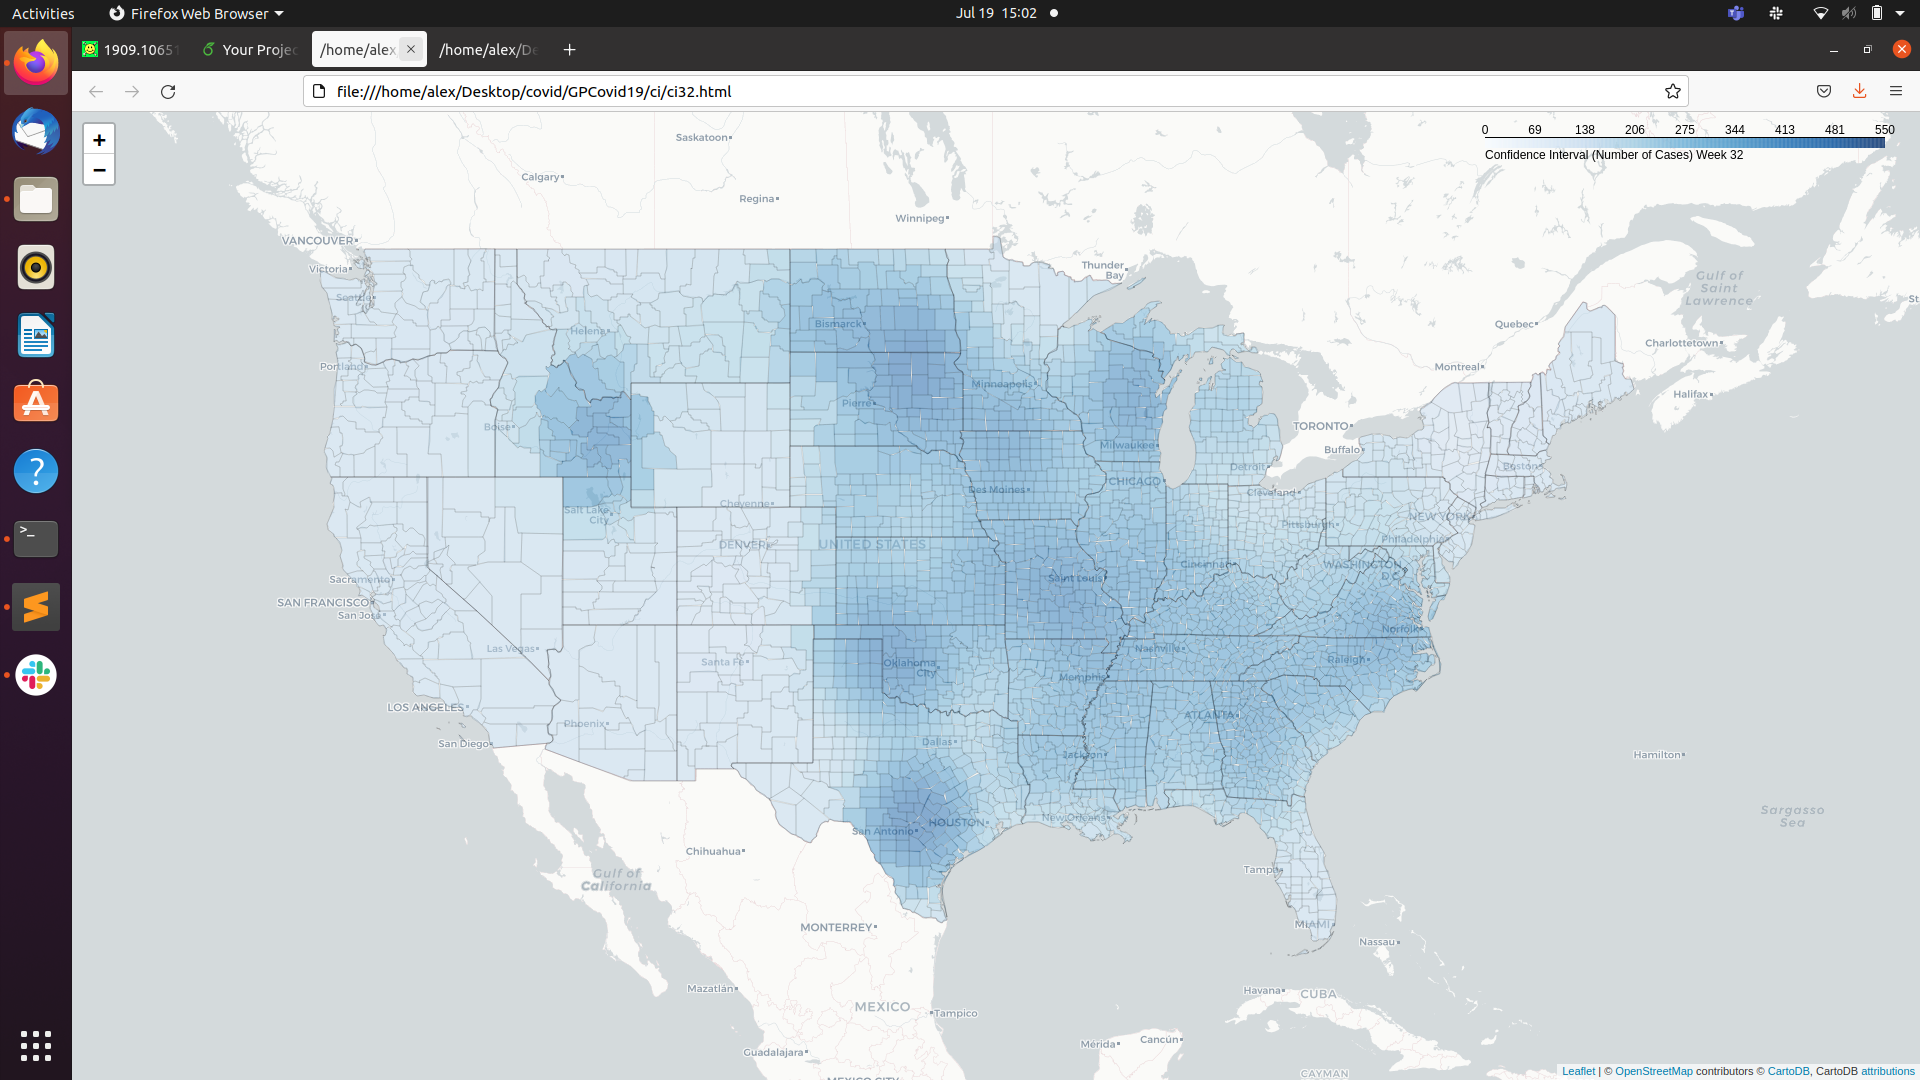 Activities
Firefox Web Browser
Jul 19 15:02
1909.10651
Your Projec
/home/alex
/home/alex/De
file:///home/alex/Desktop/covid/GPCovid19/ci/ci32.html
+
−
0 69 138 206 275 344 413 481 550
Confidence Interval (Number of Cases) Week 32
Saskatoon
Calgary
Regina
Winnipeg
VANCOUVER
Victoria
Seattle
Thunder
Bay
Gulf of
Saint
Lawrence
St
Quebec
Charlottetown
Montreal
Halifax
Helena
Bismarck
Portland
Minneapolis
Pierre
Boise
TORONTO
Buffalo
Milwaukee
Detroit
Boston
CHICAGO
Des Moines
Cleveland
Cheyenne
Salt Lake
City
Pittsburgh
NEW YORK
Philadelphia
DENVER
UNITED STATES
Cincinnati
WASHINGTON
D.C.
Sacramento
Saint Louis
SAN FRANCISCO
San Jose
Norfolk
Las Vegas
Nashville
Raleigh
Santa Fe
Oklahoma
City
Memphis
LOS ANGELES
Phoenix
ATLANTA
San Diego
Dallas
Jackson
Hamilton
HOUSTON
San Antonio
New Orleans
Sargasso
Sea
Chihuahua
Gulf of
California
Tampa
MONTERREY
MIAMI
Nassau
Mazatlán
Havana
CUBA
MEXICO
Tampico
Mérida
Cancún
Guadalajara
MEXICO CITY
CAYMAN
Leaflet | © OpenStreetMap contributors © CartoDB, CartoDB attributions